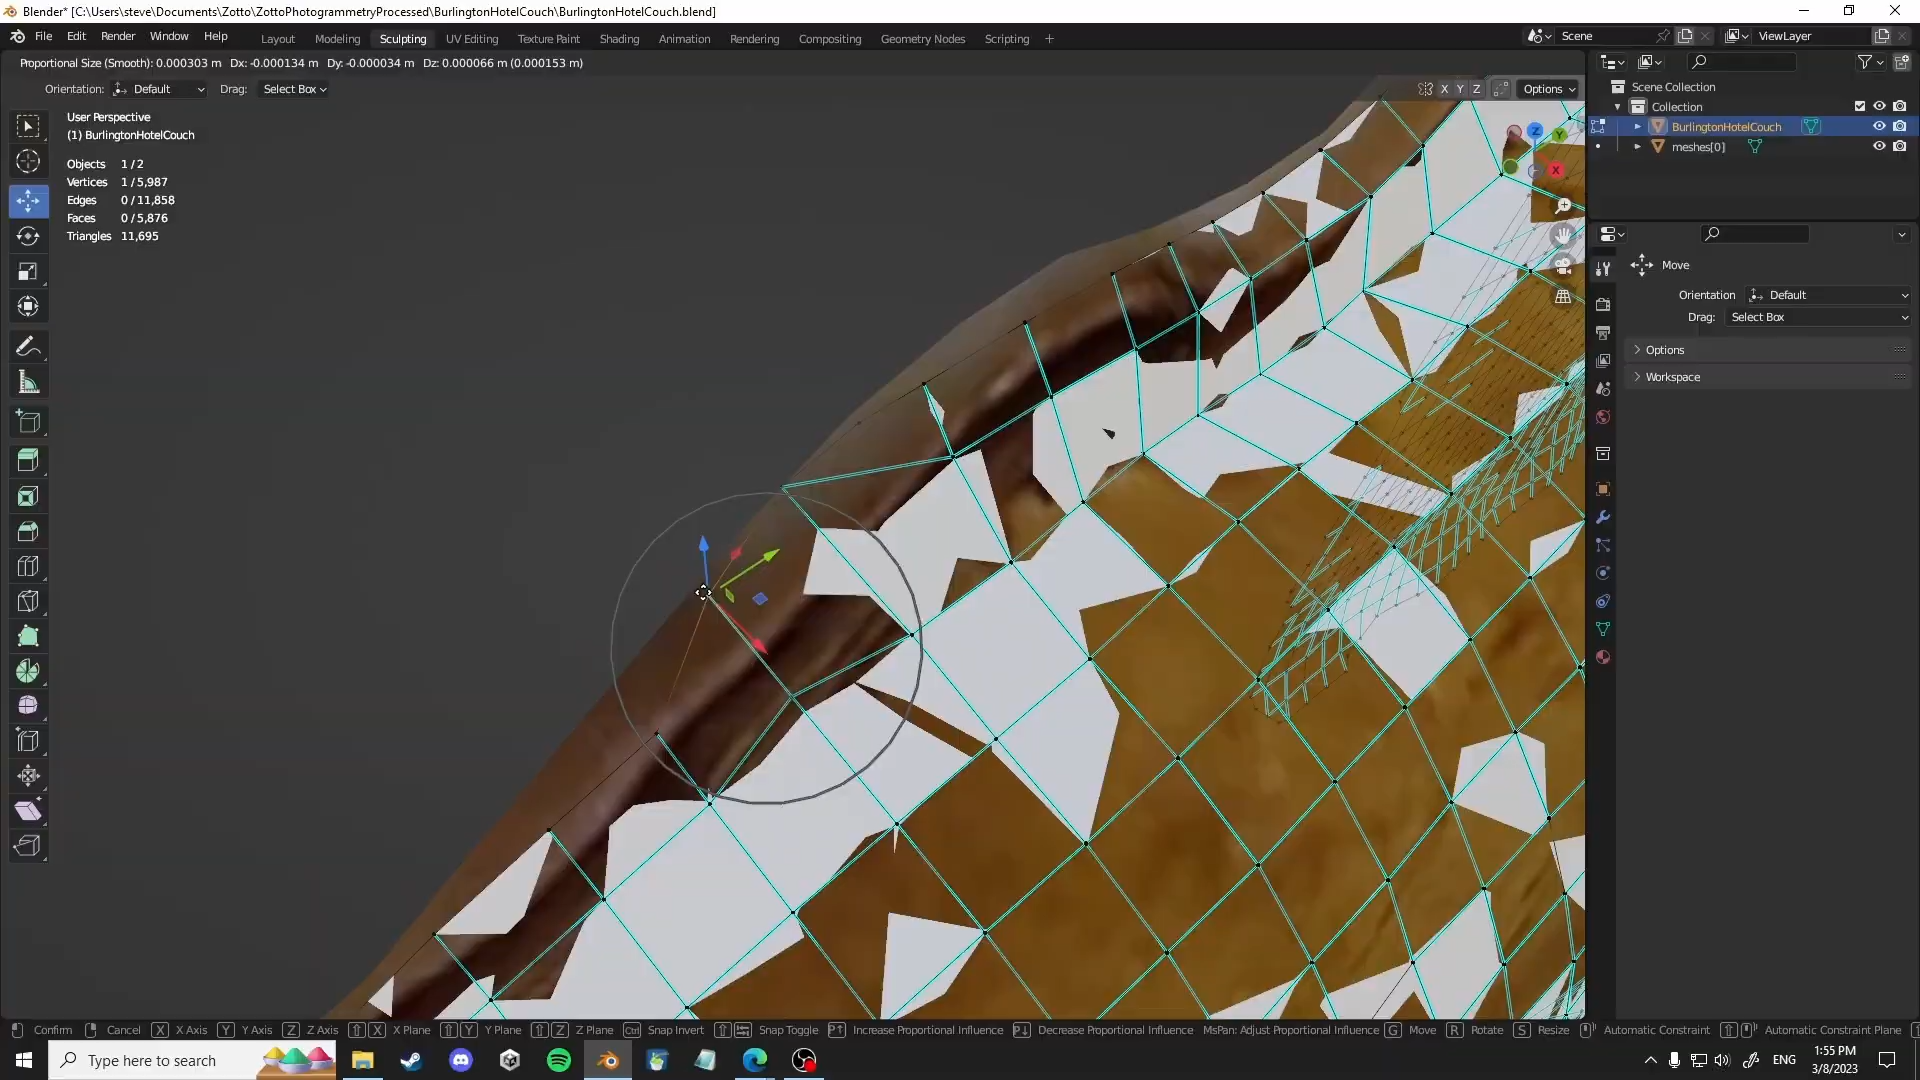 Blender* [C:\Users\steve\Documents\Zotto\ZottoPhotogrammetryProcessed\BurlingtonHotelCouch\BurlingtonHotelCouch.blend]
File Edit Render Window Help Layout Modeling Sculpting UV Editing Texture Paint Shading Animation Rendering Compositing Geometry Nodes Scripting + Scene ViewLayer
Proportional Size (Smooth): 0.000303 m Dx: -0.000134 m Dy: -0.000034 m Dz: 0.000066 m (0.000153 m)
Orientation: Default Drag: Select Box X Y Z Options
Scene Collection
Collection
BurlingtonHotelCouch
meshes[0]
User Perspective
(1) BurlingtonHotelCouch
Objects 1 / 2
Vertices 1 / 5,987
Edges 0 / 11,858
Faces 0 / 5,876
Triangles 11,695
Z
Y
X
Move
Orientation Default
Drag: Select Box
Options
Workspace
Confirm Cancel X X Axis Y Y Axis Z Z Axis X X Plane Y Y Plane Z Z Plane Ctrl Snap Invert Snap Toggle Increase Proportional Influence Decrease Proportional Influence MsPan: Adjust Proportional Influence G Move R Rotate S Resize Automatic Constraint Automatic Constraint Plane
Type here to search
ENG
1:55 PM
3/8/2023